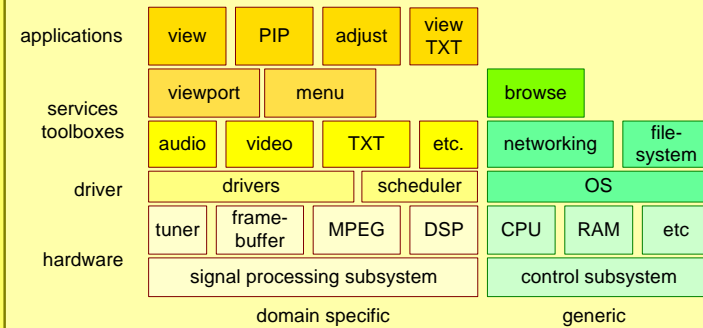 applications view PIP adjust view TXT
services toolboxes
viewport menu browse
audio video TXT etc. networking file-system
driver drivers scheduler OS
hardware
tuner frame-buffer MPEG DSP CPU RAM etc
signal processing subsystem control subsystem
domain specific generic